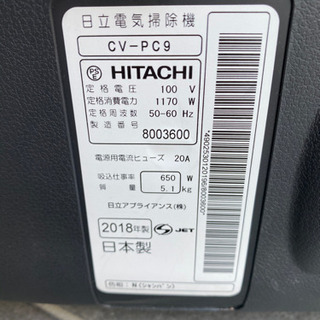 日立電気掃除機
CV-PC9
PS E HITACHI
定格電圧 100 V
定格消費電力 1170 W
定格周波数 50-60 Hz
製造番号 8003600
電源用電流ヒューズ 20A
吸込仕事率 650 W
質量 5.1 kg
日立アプライアンス(株)
2018年製 S JET
日本製
4902530120196B003600*